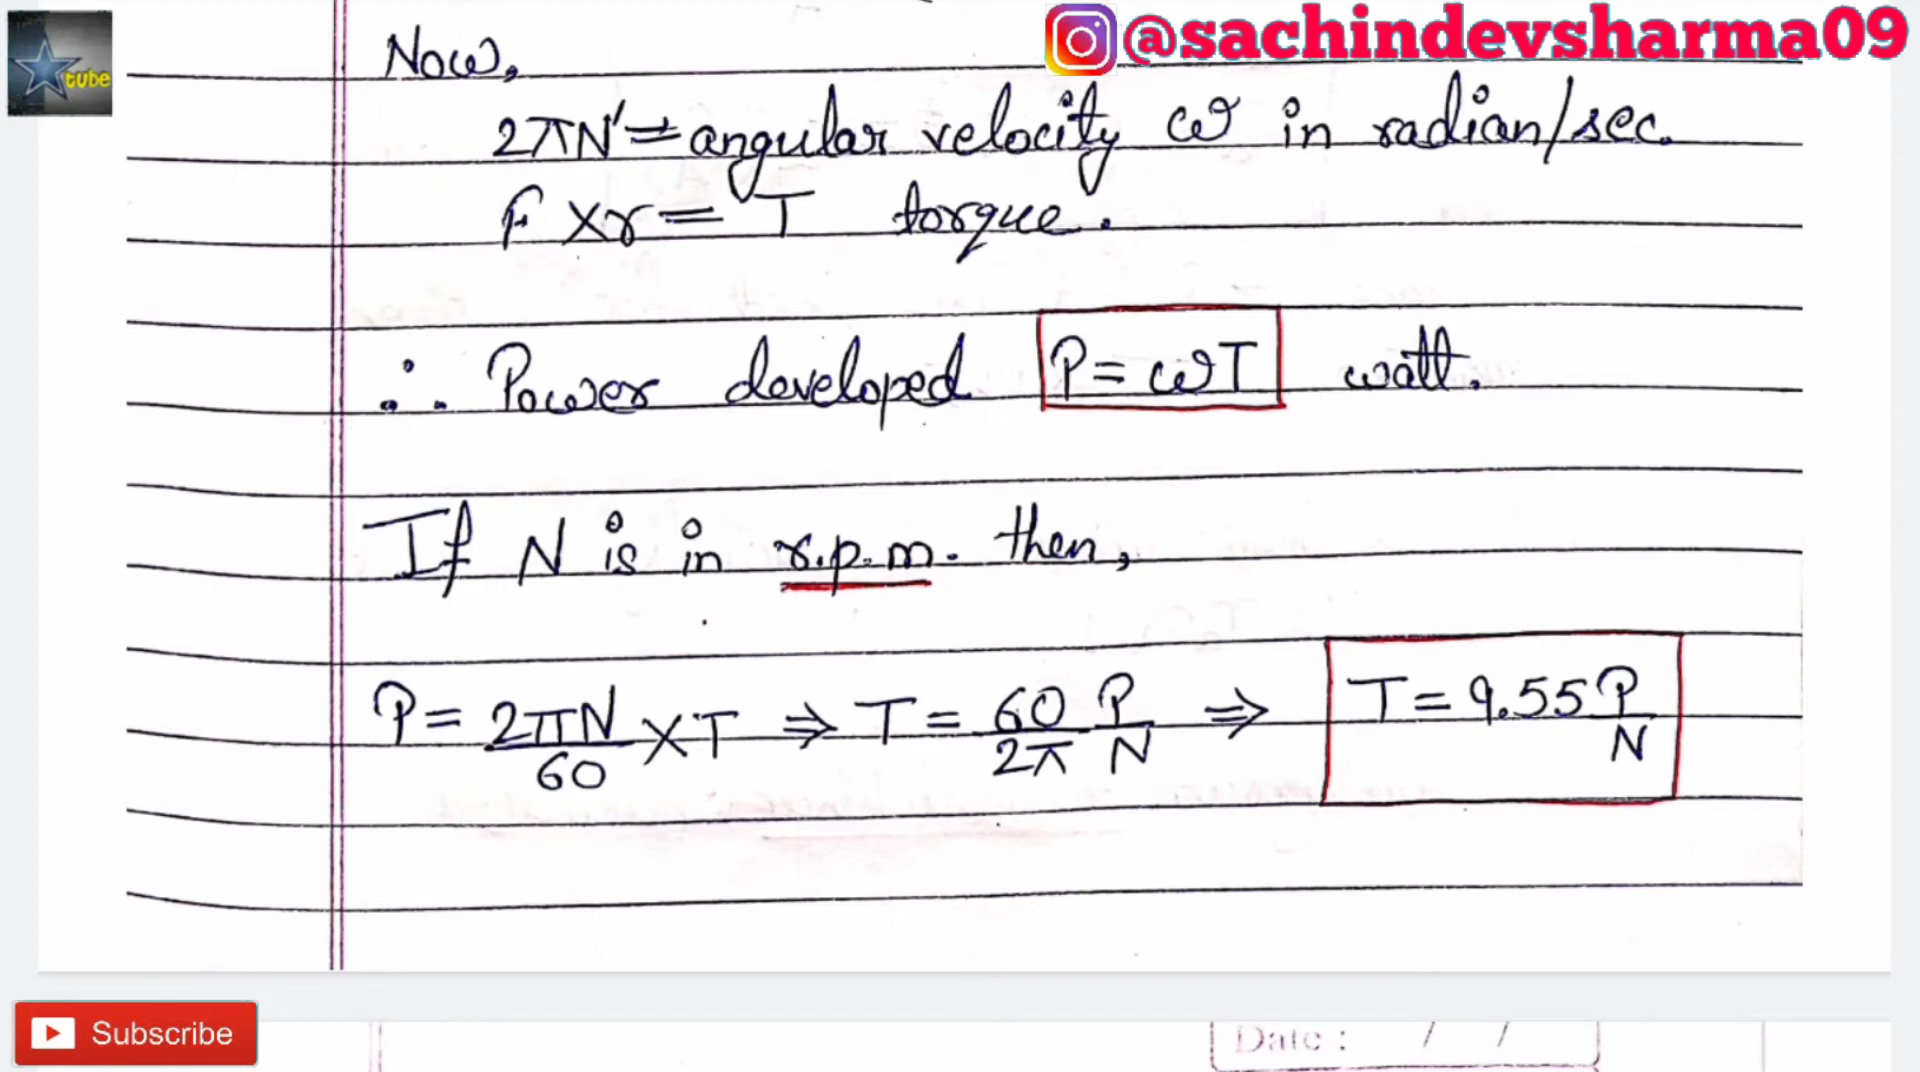 @sachindevsharma09
tube
Now,
2πN' = angular velocity ω in radian/sec.
F × r = T torque.
∴ Power developed P = ωT watt.
If N is in r.p.m. then,
P = 2πN/60 × T ⇒ T = 60/2π P/N ⇒ T = 9.55 P/N
Subscribe
Date : / /